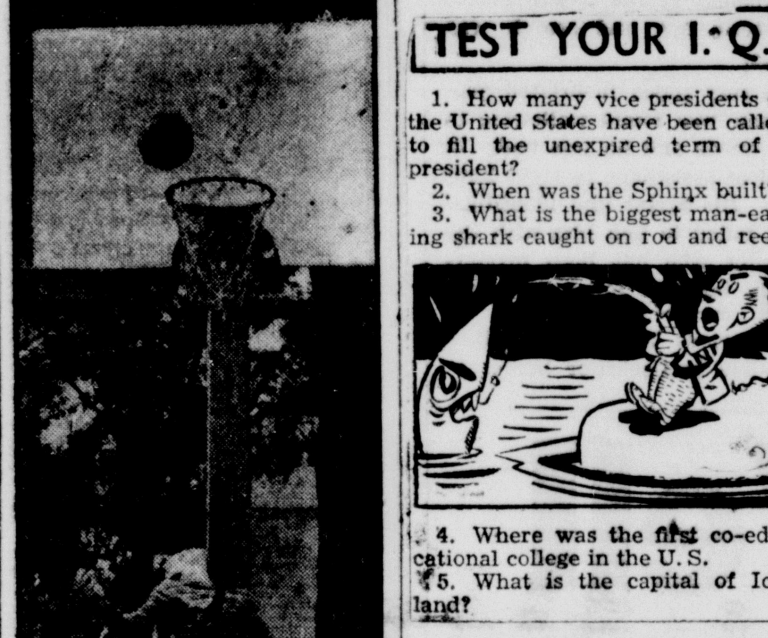 TEST YOUR I. Q.
1. How many vice presidents
the United States have been calle
to fill the unexpired term of
president?
2. When was the Sphinx built
3. What is the biggest man-ea
ing shark caught on rod and ree
4. Where was the first co-ed
cational college in the U. S.
5. What is the capital of Ic
land?